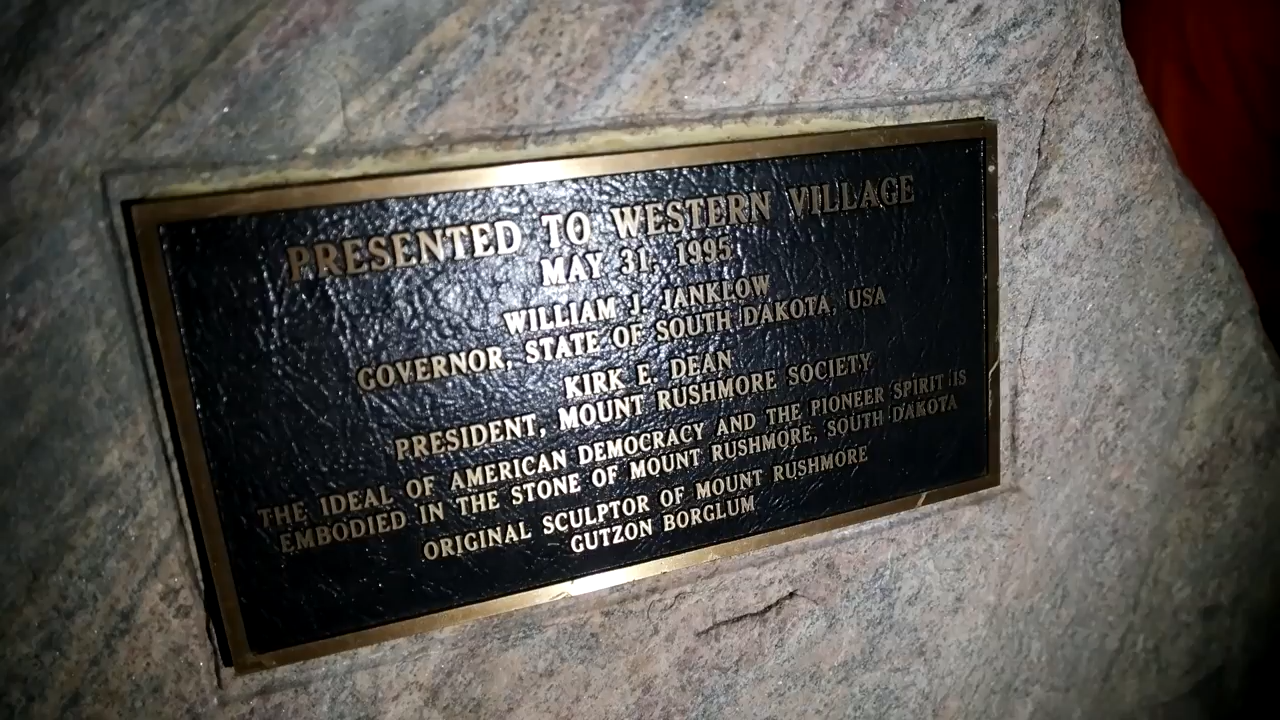 PRESENTED TO WESTERN VILLAGE
MAY 31, 1995
WILLIAM J. JANKLOW
GOVERNOR, STATE OF SOUTH DAKOTA, USA
KIRK E. DEAN
PRESIDENT, MOUNT RUSHMORE SOCIETY
THE IDEAL OF AMERICAN DEMOCRACY AND THE PIONEER SPIRIT IS
EMBODIED IN THE STONE OF MOUNT RUSHMORE, SOUTH DAKOTA
ORIGINAL SCULPTOR OF MOUNT RUSHMORE
GUTZON BORGLUM